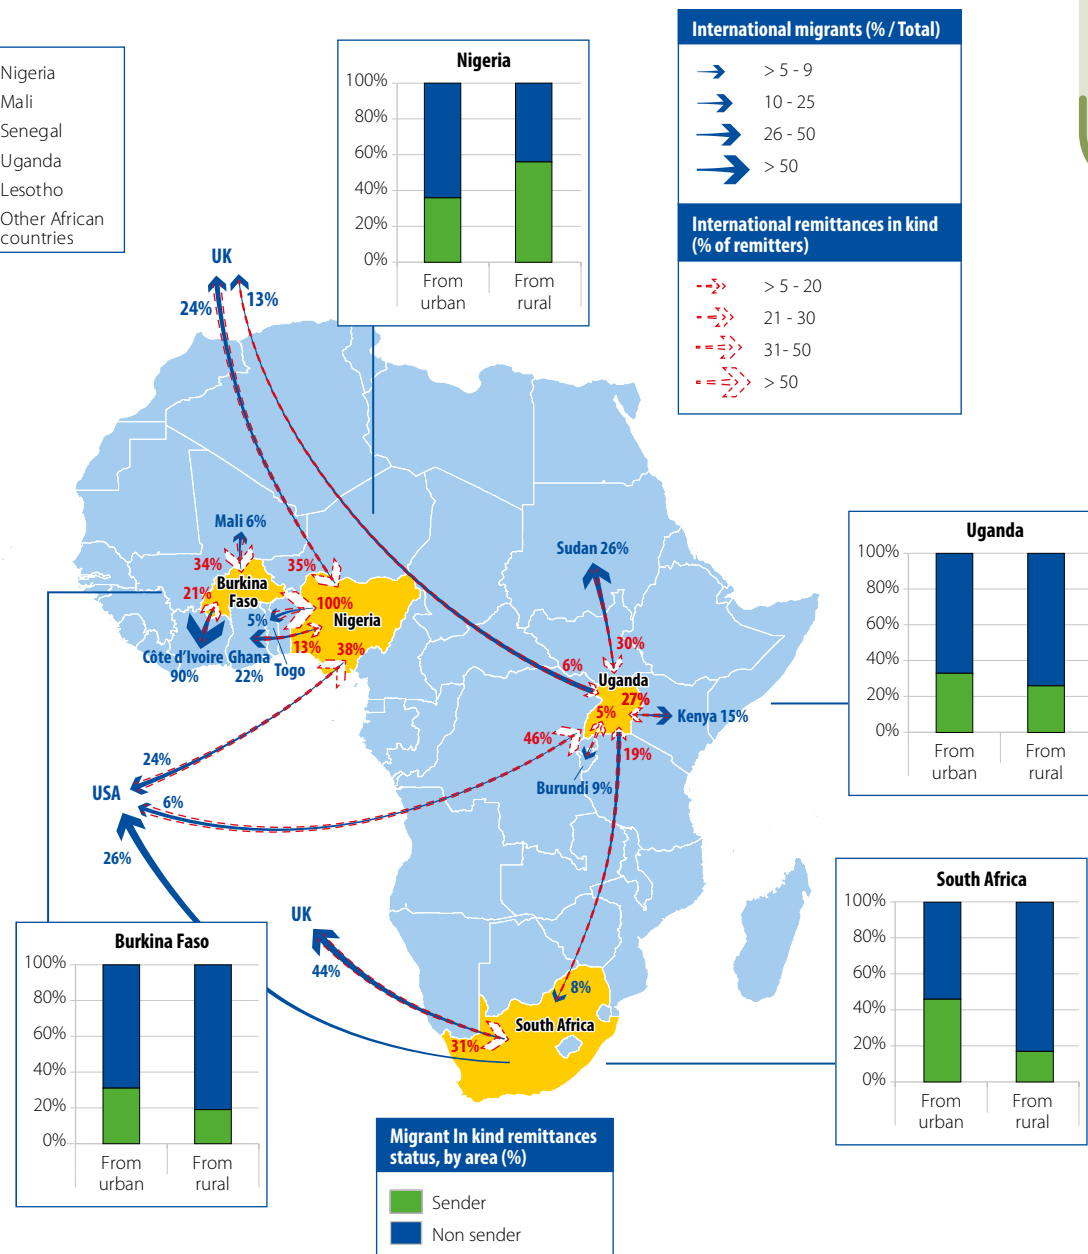 Nigeria
Mali
Senegal
Uganda
Lesotho
Other African
countries
Nigeria
100%
80%
60%
40%
20%
0%
From
urban
From
rural
International migrants (% / Total)
> 5 - 9
10 - 25
26 - 50
> 50
International remittances in kind
(% of remitters)
> 5 - 20
21 - 30
31- 50
> 50
UK
24%
13%
Mali 6%
34%
35%
Burkina
Faso
21%
100%
5%
Nigeria
13%
38%
Côte d'Ivoire
90%
Ghana
22%
Togo
Sudan 26%
30%
6%
Uganda
27%
5%
Kenya 15%
46%
19%
Burundi 9%
24%
USA
6%
26%
Uganda
100%
80%
60%
40%
20%
0%
From
urban
From
rural
UK
44%
8%
South Africa
31%
South Africa
100%
80%
60%
40%
20%
0%
From
urban
From
rural
Burkina Faso
100%
80%
60%
40%
20%
0%
From
urban
From
rural
Migrant In kind remittances
status, by area (%)
Sender
Non sender